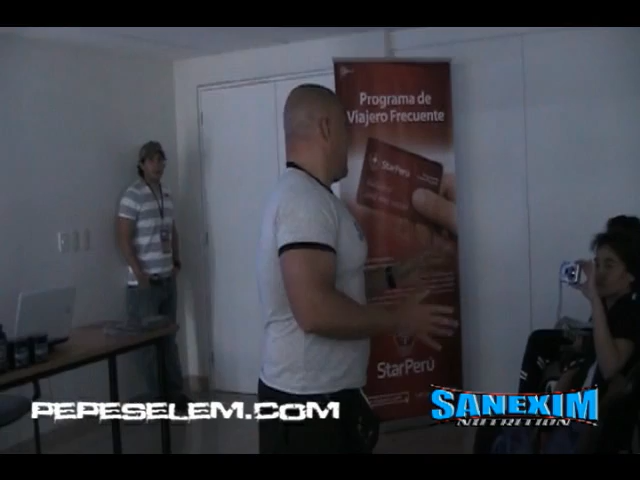 Programa de
Viajero Frecuente
StarPerú
StarPerú
PEPESELEM.COM
SANEXIM
NUTRITION